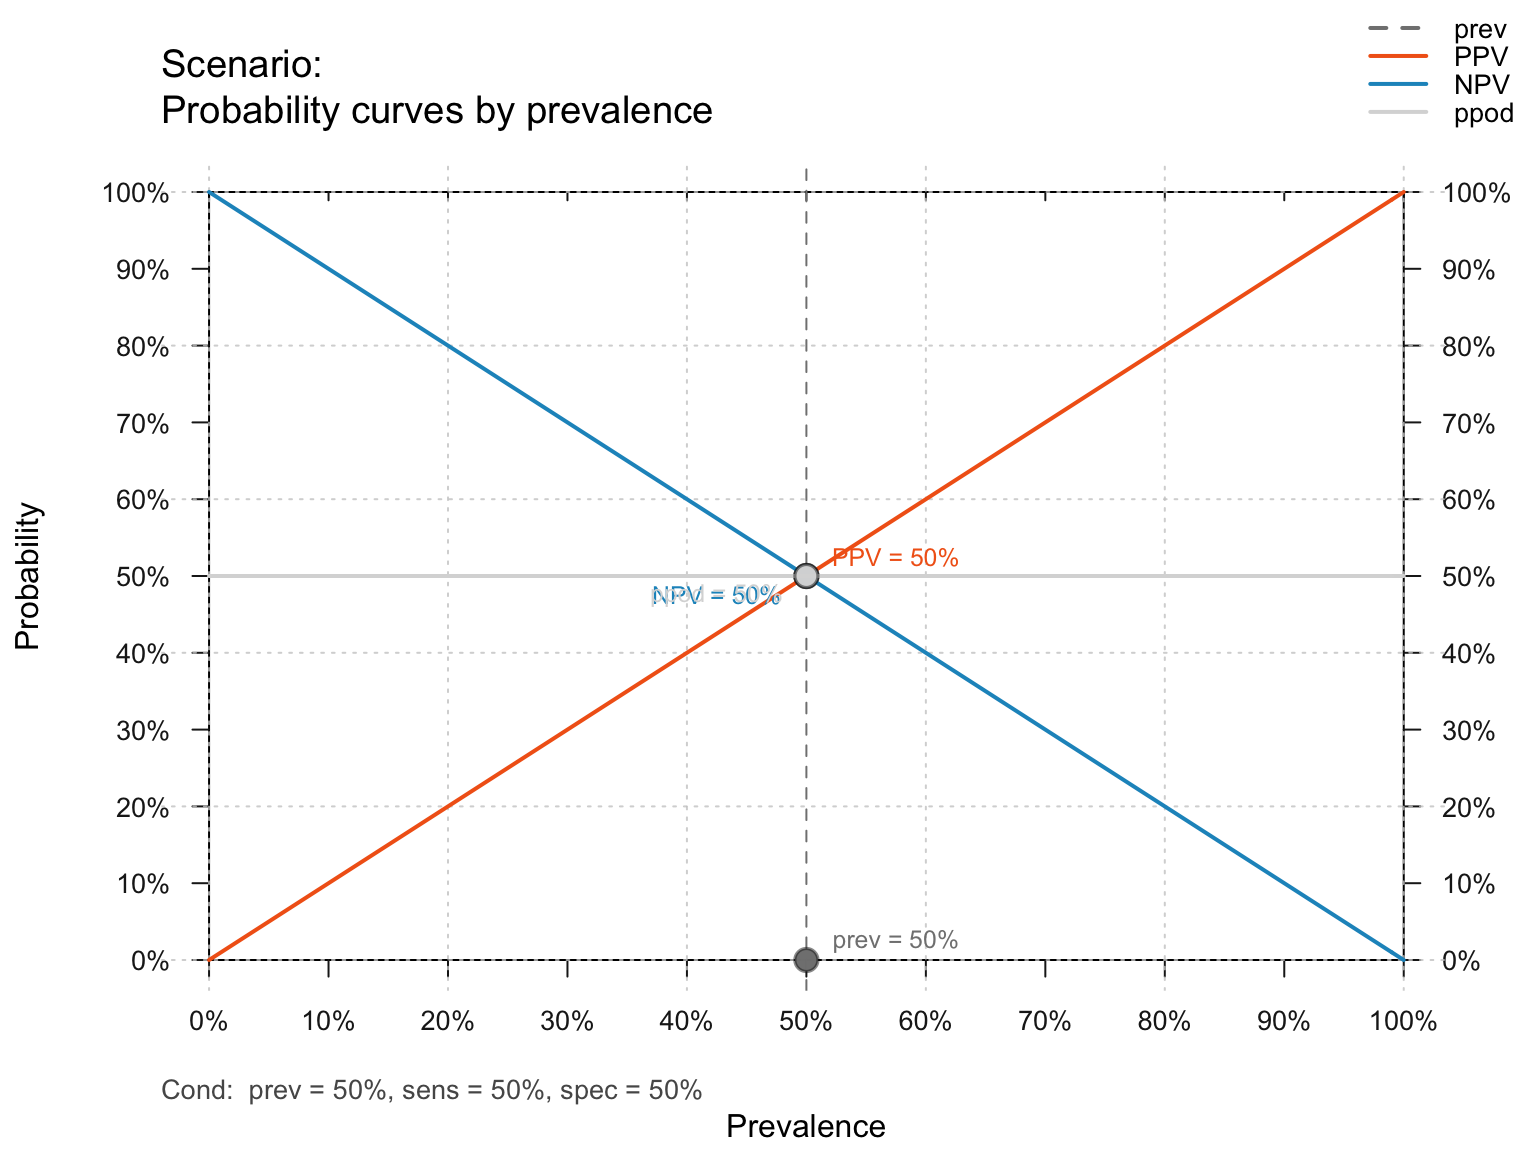 prev
PPV
NPV
ppod
Scenario:
Probability curves by prevalence
100%
90%
80%
70%
60%
50%
40%
30%
20%
10%
0%
100%
90%
80%
70%
60%
50%
40%
30%
20%
10%
0%
Probability
PPV = 50%
NPV = 50%
prev = 50%
0% 10% 20% 30% 40% 50% 60% 70% 80% 90% 100%
Cond:  prev = 50%, sens = 50%, spec = 50%
Prevalence